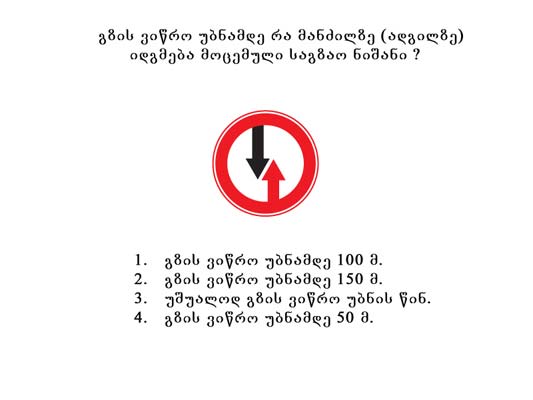 გზის ვიწრო უბნამდე რა მანძილზე (ადგილზე)
იდგმება მოცემული საგზაო ნიშანი ?
1. გზის ვიწრო უბნამდე 100 მ.
2. გზის ვიწრო უბნამდე 150 მ.
3. უშუალოდ გზის ვიწრო უბნის წინ.
4. გზის ვიწრო უბნამდე 50 მ.